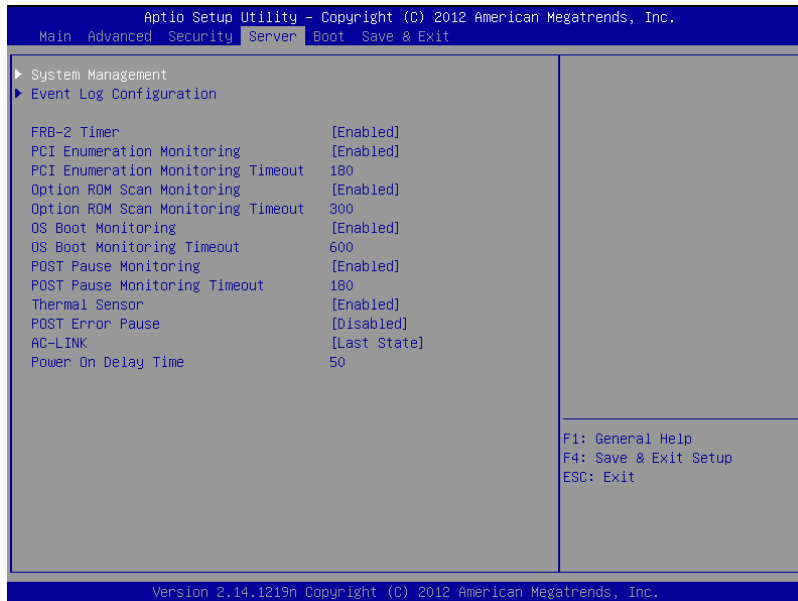 Aptio Setup Utility – Copyright (C) 2012 American Megatrends, Inc.
Main Advanced Security Server Boot Save & Exit
System Management
Event Log Configuration
FRB-2 Timer [Enabled]
PCI Enumeration Monitoring [Enabled]
PCI Enumeration Monitoring Timeout 180
Option ROM Scan Monitoring [Enabled]
Option ROM Scan Monitoring Timeout 300
OS Boot Monitoring [Enabled]
OS Boot Monitoring Timeout 600
POST Pause Monitoring [Enabled]
POST Pause Monitoring Timeout 180
Thermal Sensor [Enabled]
POST Error Pause [Disabled]
AC-LINK [Last State]
Power On Delay Time 50
F1: General Help
F4: Save & Exit Setup
ESC: Exit
Version 2.14.1219n Copyright (C) 2012 American Megatrends, Inc.